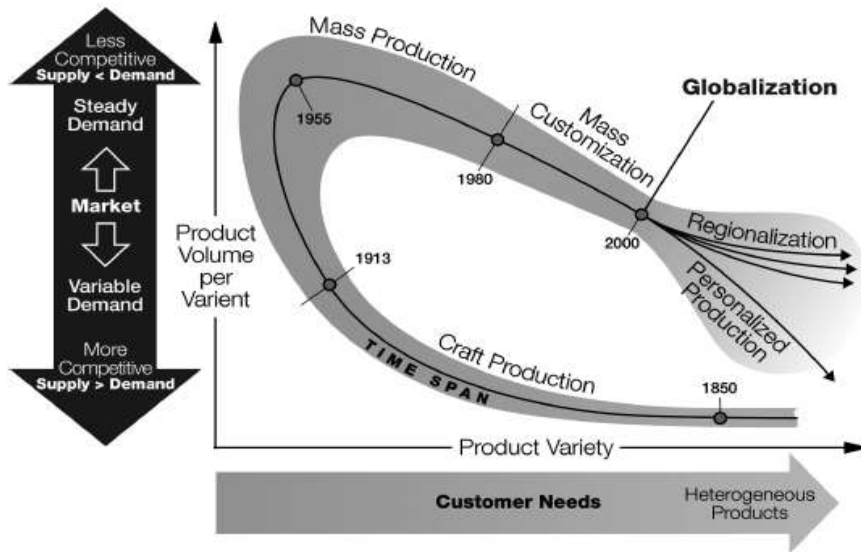 Less
Competitive
Supply < Demand
Steady
Demand
Market
Variable
Demand
More
Competitive
Supply > Demand
Product
Volume
per
Varient
Mass Production
1955
1980
Mass
Customization
Globalization
2000
Regionalization
Personalized
Production
1913
Craft Production
TIME SPAN
1850
Product Variety
Customer Needs
Heterogeneous
Products